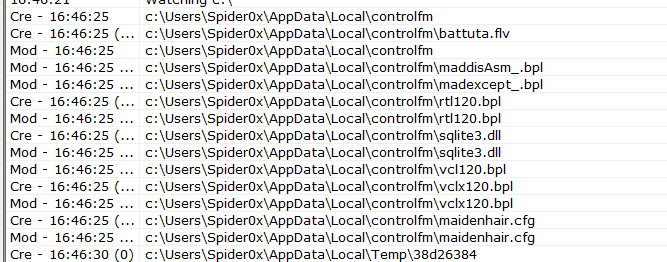 Watching c:\
Cre - 16:46:25 c:\Users\Spider0x\AppData\Local\controlfm
Cre - 16:46:25 (... c:\Users\Spider0x\AppData\Local\controlfm\battuta.flv
Mod - 16:46:25 c:\Users\Spider0x\AppData\Local\controlfm
Mod - 16:46:25 ... c:\Users\Spider0x\AppData\Local\controlfm\maddisAsm_.bpl
Mod - 16:46:25 ... c:\Users\Spider0x\AppData\Local\controlfm\madexcept_.bpl
Cre - 16:46:25 (... c:\Users\Spider0x\AppData\Local\controlfm\rtl120.bpl
Mod - 16:46:25 ... c:\Users\Spider0x\AppData\Local\controlfm\rtl120.bpl
Cre - 16:46:25 (... c:\Users\Spider0x\AppData\Local\controlfm\sqlite3.dll
Mod - 16:46:25 ... c:\Users\Spider0x\AppData\Local\controlfm\sqlite3.dll
Mod - 16:46:25 ... c:\Users\Spider0x\AppData\Local\controlfm\vcl120.bpl
Cre - 16:46:25 (... c:\Users\Spider0x\AppData\Local\controlfm\vclx120.bpl
Mod - 16:46:25 ... c:\Users\Spider0x\AppData\Local\controlfm\vclx120.bpl
Cre - 16:46:25 (... c:\Users\Spider0x\AppData\Local\controlfm\maidenhair.cfg
Mod - 16:46:25 ... c:\Users\Spider0x\AppData\Local\controlfm\maidenhair.cfg
Cre - 16:46:30 (0) c:\Users\Spider0x\AppData\Local\Temp\38d26384